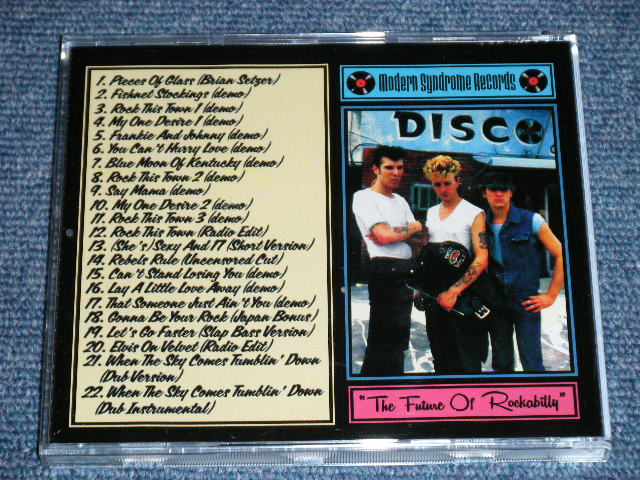 1. Pieces Of Glass (Brian Setzer)
2. Fishnet Stockings (demo)
3. Rock This Town 1 (demo)
4. My One Desire 1 (demo)
5. Frankie And Johnny (demo)
6. You Can't Hurry Love (demo)
7. Blue Moon Of Kentucky (demo)
8. Rock This Town 2 (demo)
9. Say Mama (demo)
10. My One Desire 2 (demo)
11. Rock This Town 3 (demo)
12. Rock This Town (Radio Edit)
13. (She's) Sexy And 17 (Short Version)
14. Rebels Rule (Uncensored Cut)
15. Can't Stand Losing You (demo)
16. Lay A Little Love Away (demo)
17. That Someone Just Ain't You (demo)
18. Gonna Be Your Rock (Japan Bonus)
19. Let's Go Faster (Slap Bass Version)
20. Elvis On Velvet (Radio Edit)
21. When The Sky Comes Tumblin' Down
(Dub Version)
22. When The Sky Comes Tumblin' Down
(Dub Instrumental)
Modern Syndrome Records
DISCO
"The Future Of Rockabilly"